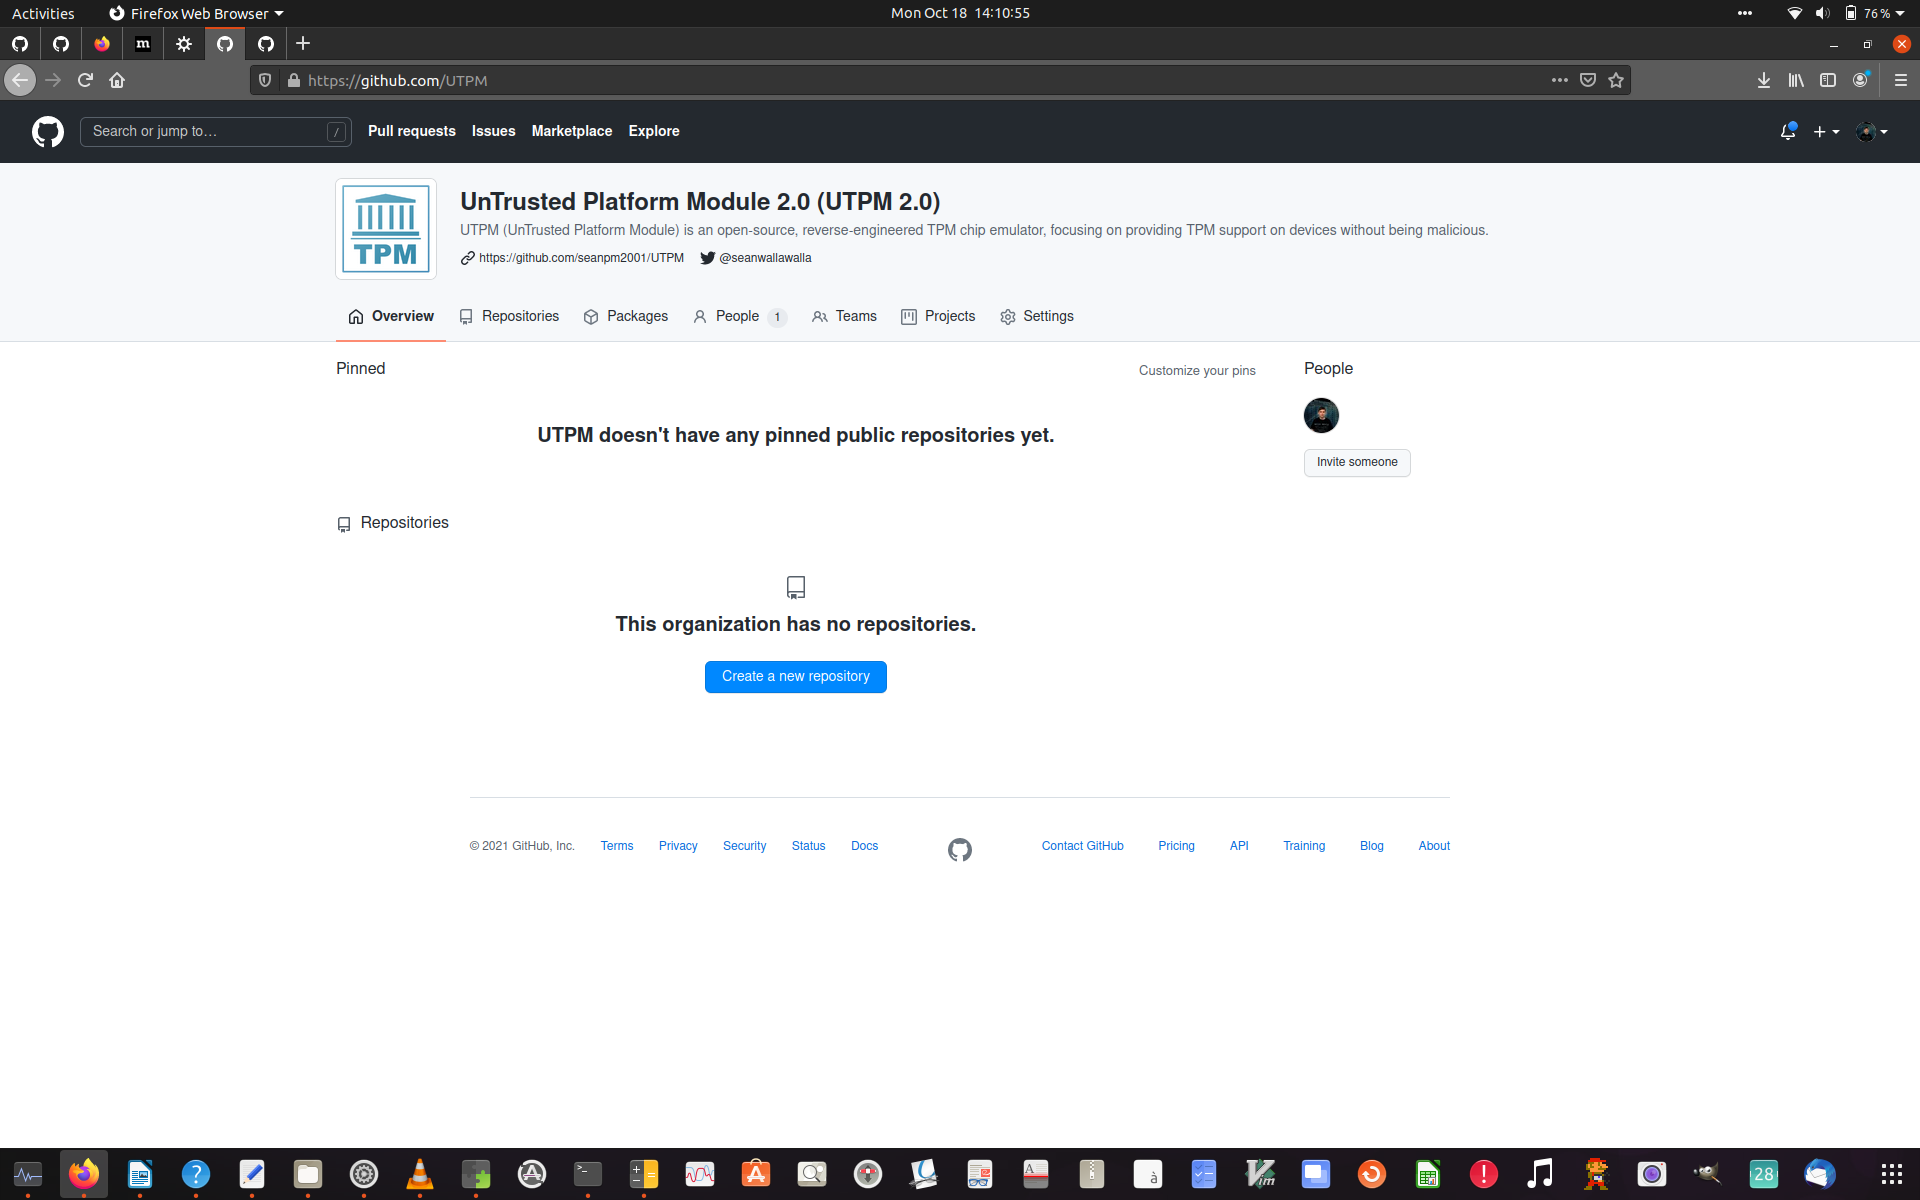 Activities
Firefox Web Browser
Mon Oct 18 14:10:55
76 %
m
https://github.com/UTPM
Search or jump to…
/
Pull requests
Issues
Marketplace
Explore
TPM
UnTrusted Platform Module 2.0 (UTPM 2.0)
UTPM (UnTrusted Platform Module) is an open-source, reverse-engineered TPM chip emulator, focusing on providing TPM support on devices without being malicious.
https://github.com/seanpm2001/UTPM
@seanwallawalla
Overview
Repositories
Packages
People 1
Teams
Projects
Settings
Pinned
Customize your pins
People
UTPM doesn't have any pinned public repositories yet.
Invite someone
Repositories
This organization has no repositories.
Create a new repository
© 2021 GitHub, Inc.
Terms
Privacy
Security
Status
Docs
Contact GitHub
Pricing
API
Training
Blog
About
?
>_
A
à
Vim
!
28